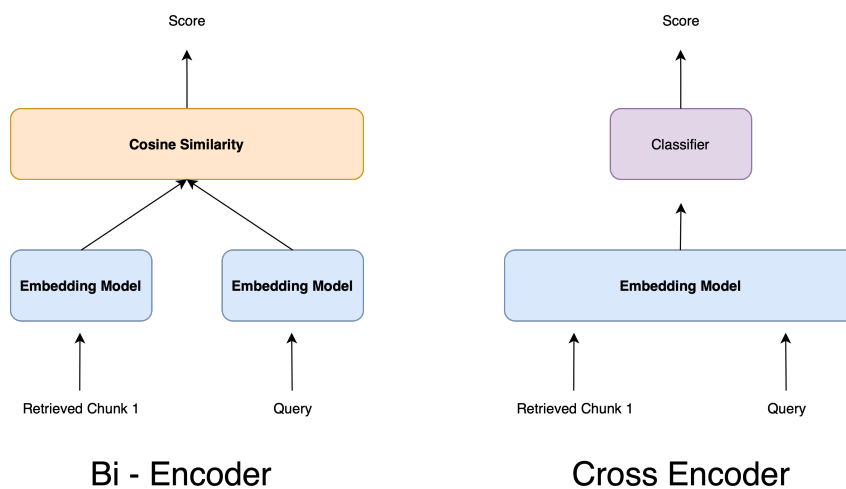 Score
Cosine Similarity
Embedding Model
Embedding Model
Retrieved Chunk 1
Query
Bi - Encoder
Score
Classifier
Embedding Model
Retrieved Chunk 1
Query
Cross Encoder